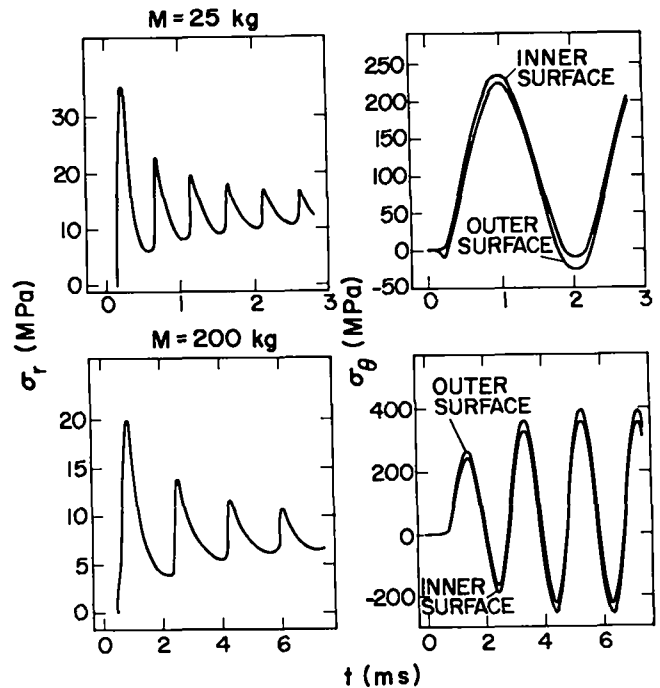 M = 25 kg
30
20
10
0
0
1
2
3
250
200
150
100
50
0
-50
INNER
SURFACE
OUTER
SURFACE
0
1
2
3
σr (MPa)
σθ (MPa)
M = 200 kg
20
15
10
5
0
0
2
4
6
400
200
0
-200
OUTER
SURFACE
INNER
SURFACE
0
2
4
6
t (ms)